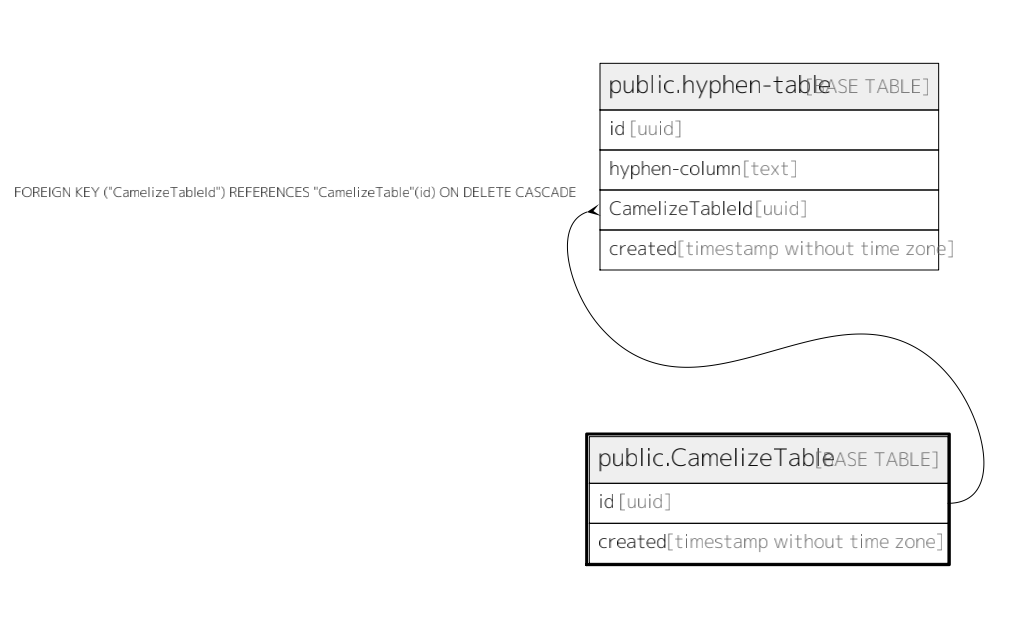 public.hyphen-table [BASE TABLE]
id [uuid]
hyphen-column [text]
FOREIGN KEY ("CamelizeTableId") REFERENCES "CamelizeTable"(id) ON DELETE CASCADE
CamelizeTableId [uuid]
created [timestamp without time zone]
public.CamelizeTable [BASE TABLE]
id [uuid]
created [timestamp without time zone]